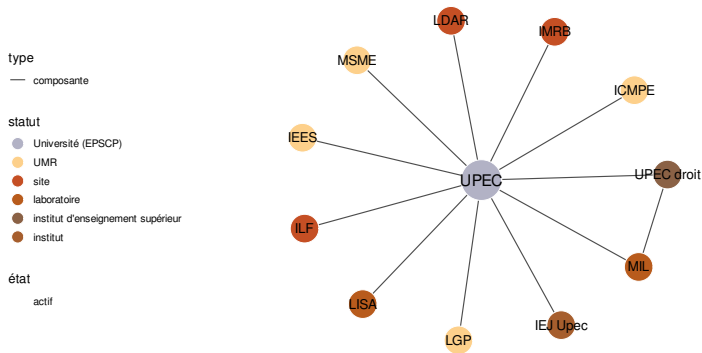 type
composante
statut
Université (EPSCP)
UMR
site
laboratoire
institut d'enseignement supérieur
institut
état
actif
LDAR
IMRB
MSME
ICMPE
IEES
UPEC
UPEC droit
ILF
MIL
LISA
IEJ Upec
LGP